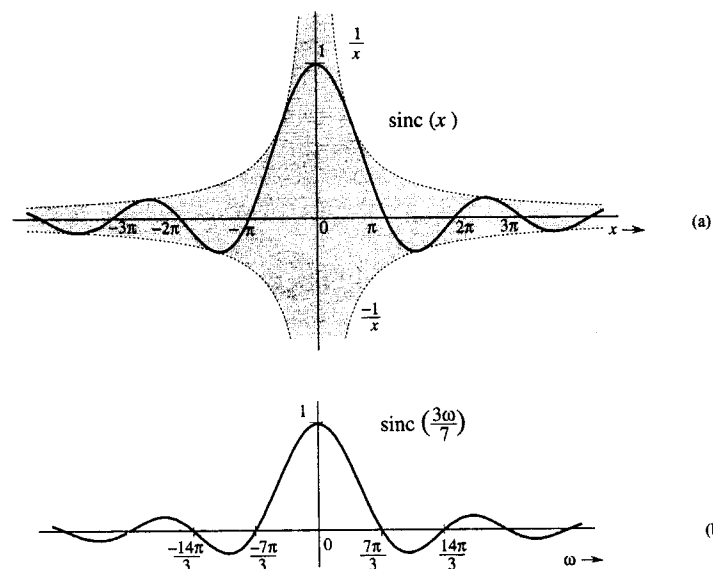 1/x
1
sinc (x)
−3π −2π −π 0 π 2π 3π x → (a)
−1/x
1 sinc (3ω/7)
−14π/3 −7π/3 0 7π/3 14π/3 ω →
(b